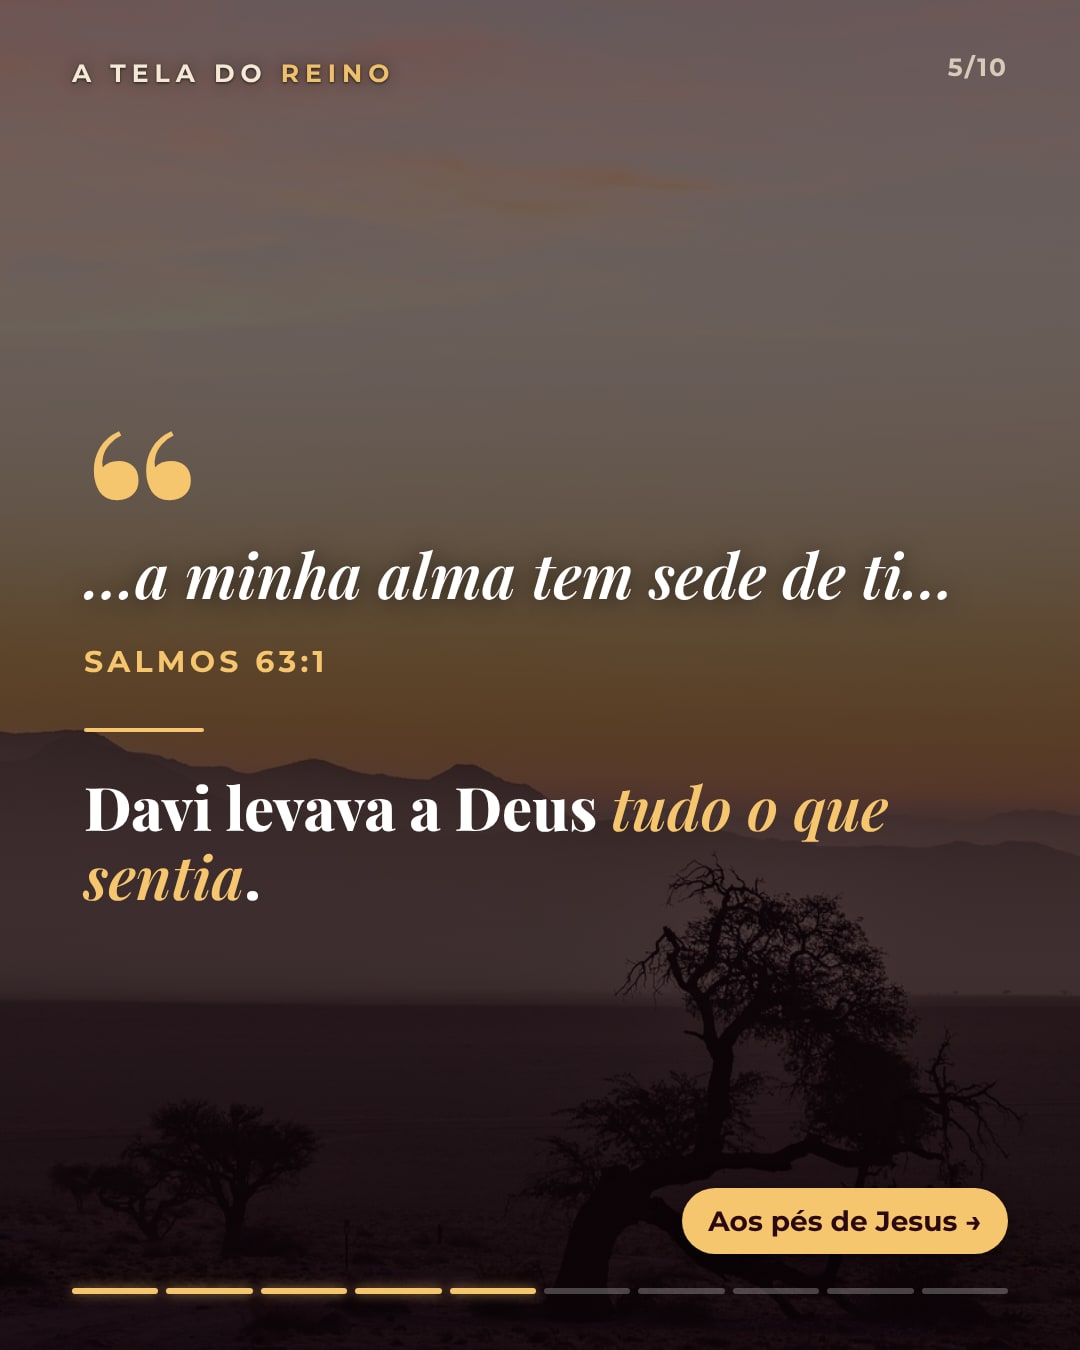 A TELA DO REINO
5/10
“
...a minha alma tem sede de ti...
SALMOS 63:1
Davi levava a Deus tudo o que
sentia.
Aos pés de Jesus →